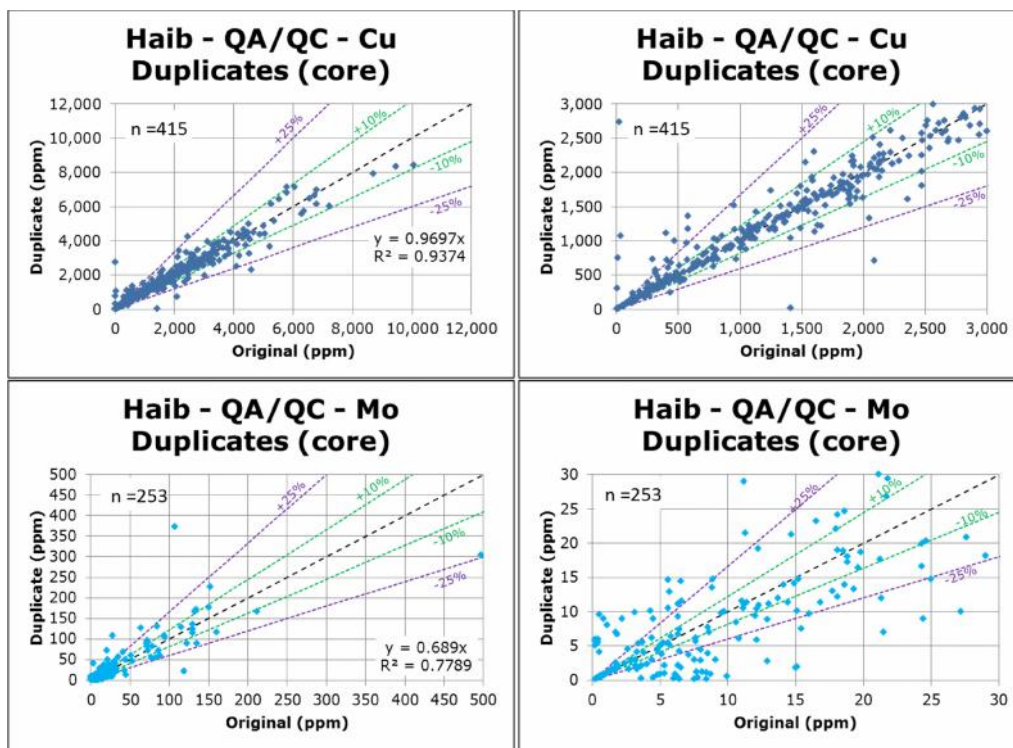 Haib - QA/QC - Cu
Duplicates (core)
12,000
10,000
8,000
6,000
4,000
2,000
0
Duplicate (ppm)
n =415
+25%
+10%
-10%
-25%
y = 0.9697x
R² = 0.9374
0 2,000 4,000 6,000 8,000 10,000 12,000
Original (ppm)
Haib - QA/QC - Cu
Duplicates (core)
3,000
2,500
2,000
1,500
1,000
500
0
Duplicate (ppm)
n =415
+25%
+10%
-10%
-25%
0 500 1,000 1,500 2,000 2,500 3,000
Original (ppm)
Haib - QA/QC - Mo
Duplicates (core)
500
450
400
350
300
250
200
150
100
50
0
Duplicate (ppm)
n =253
+25%
+10%
-10%
-25%
y = 0.689x
R² = 0.7789
0 50 100 150 200 250 300 350 400 450 500
Original (ppm)
Haib - QA/QC - Mo
Duplicates (core)
30
25
20
15
10
5
0
Duplicate (ppm)
n =253
+25%
+10%
-10%
-25%
0 5 10 15 20 25 30
Original (ppm)